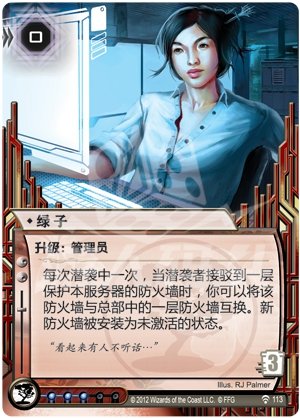 0
◆绿子
升级：管理员
每次潜袭中一次，当潜袭者接驳到一层
保护本服务器的防火墙时，你可以将该
防火墙与总部中的一层防火墙互换。新
防火墙被安装为未激活的状态。
“看起来有人不听话…”
3
Illus. RJ Palmer
© 2012 Wizards of the Coast LLC. © FFG
113